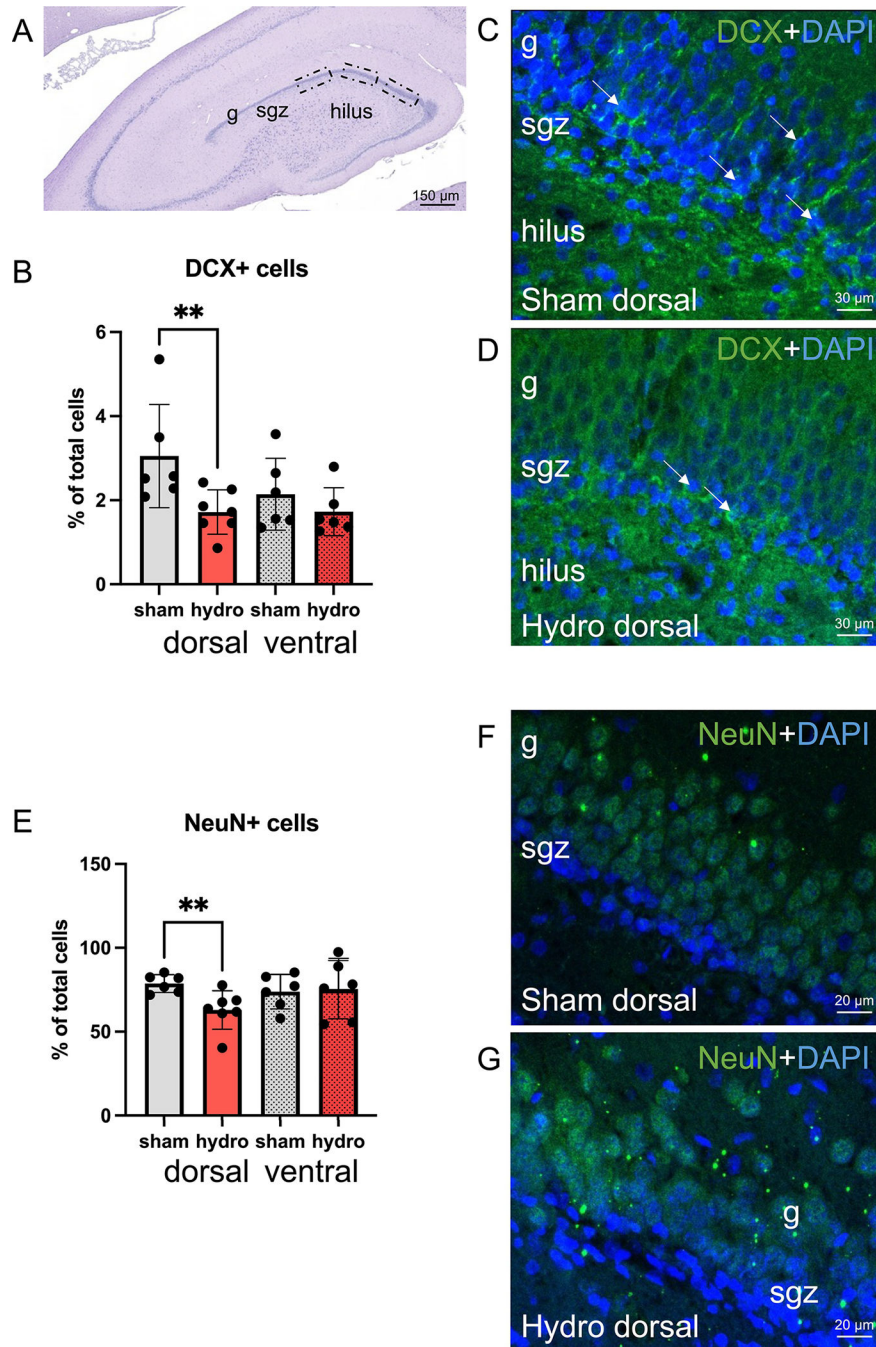 A
g
sgz
hilus
150 µm
B
DCX+ cells
**
% of total cells
6
4
2
0
sham hydro sham hydro
dorsal ventral
C
DCX+DAPI
g
sgz
hilus
Sham dorsal
30 µm
D
DCX+DAPI
g
sgz
hilus
Hydro dorsal
30 µm
E
NeuN+ cells
**
% of total cells
150
100
50
0
sham hydro sham hydro
dorsal ventral
F
NeuN+DAPI
g
sgz
Sham dorsal
20 µm
G
NeuN+DAPI
g
sgz
Hydro dorsal
20 µm